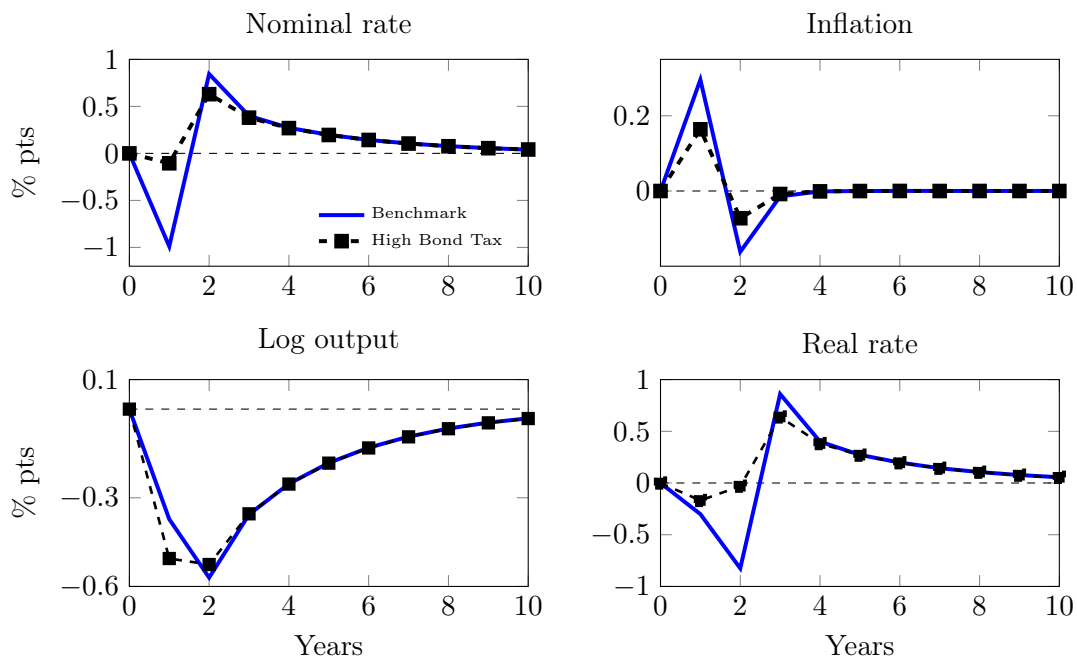 Nominal rate
1
0.5
0
−0.5
−1
% pts
Benchmark
High Bond Tax
0 2 4 6 8 10
Inflation
0.2
0
0 2 4 6 8 10
Log output
0.1
−0.3
−0.6
% pts
0 2 4 6 8 10
Years
Real rate
1
0.5
0
−0.5
−1
0 2 4 6 8 10
Years